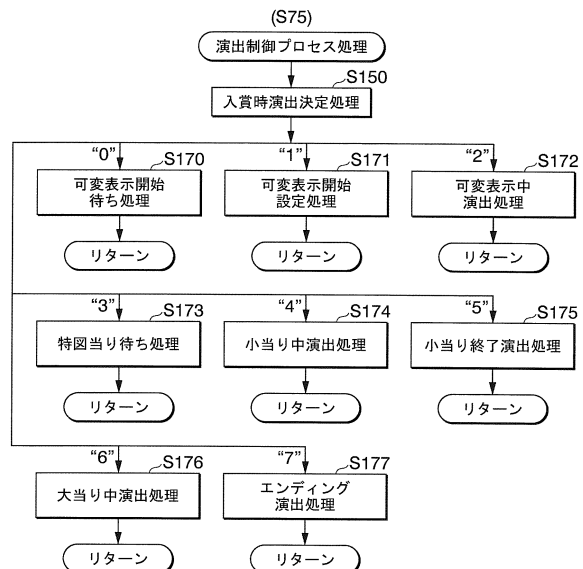 (S75)
演出制御プロセス処理
S150
入賞時演出決定処理
“0” S170
可変表示開始
待ち処理
リターン
“1” S171
可変表示開始
設定処理
リターン
“2” S172
可変表示中
演出処理
リターン
“3” S173
特図当り待ち処理
リターン
“4” S174
小当り中演出処理
リターン
“5” S175
小当り終了演出処理
リターン
“6” S176
大当り中演出処理
リターン
“7” S177
エンディング
演出処理
リターン